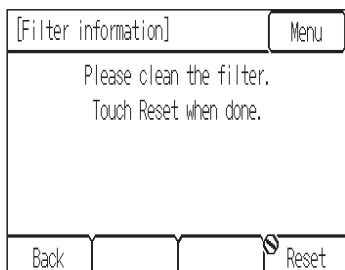 [Filter information] Menu
Please clean the filter.
Touch Reset when done.
Back Reset